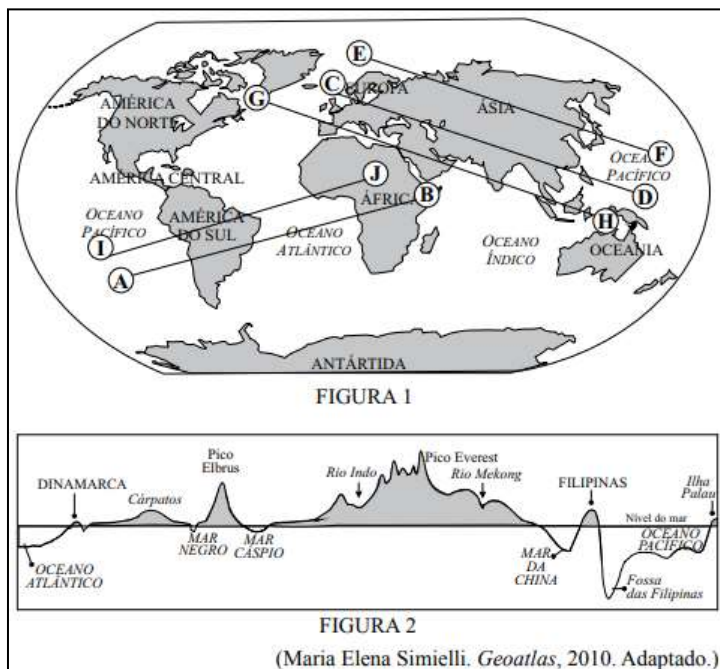 E
C
G
EUROPA
AMÉRICA
DO NORTE
ÁSIA
F
OCEANO
PACÍFICO
AMÉRICA CENTRAL
J
D
B
ÁFRICA
OCEANO
PACÍFICO
AMÉRICA
DO SUL
OCEANO
ATLÂNTICO
H
I
OCEANO
ÍNDICO
OCEANIA
A
ANTÁRTIDA
FIGURA 1
Pico
Elbrus
Pico Everest
DINAMARCA
Cárpatos
Rio Indo
Rio Mekong
FILIPINAS
Ilha
Palau
Nível do mar
MAR
NEGRO
MAR
CÁSPIO
OCEANO
PACÍFICO
OCEANO
ATLÂNTICO
MAR
DA
CHINA
Fossa
das Filipinas
FIGURA 2
(Maria Elena Simielli. Geoatlas, 2010. Adaptado.)